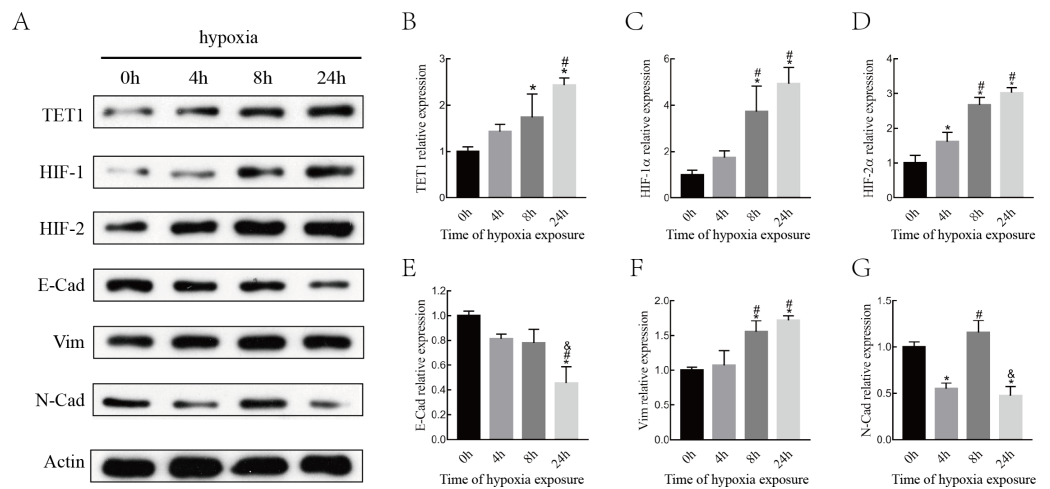 A
hypoxia
0h 4h 8h 24h
TET1
HIF-1
HIF-2
E-Cad
Vim
N-Cad
Actin
B
TET1 relative expression
3
2
1
0
*
#
*
0h 4h 8h 24h
Time of hypoxia exposure
C
HIF-1α relative expression
8
6
4
2
0
#
*
#
*
0h 4h 8h 24h
Time of hypoxia exposure
D
HIF-2α relative expression
4
3
2
1
0
*
#
*
#
*
0h 4h 8h 24h
Time of hypoxia exposure
E
E-Cad relative expression
1.2
1.0
0.8
0.6
0.4
0.2
0.0
&
#
*
0h 4h 8h 24h
Time of hypoxia exposure
F
Vim relative expression
2.0
1.5
1.0
0.5
0.0
#
*
#
*
0h 4h 8h 24h
Time of hypoxia exposure
G
N-Cad relative expression
1.5
1.0
0.5
0.0
*
#
&
*
0h 4h 8h 24h
Time of hypoxia exposure